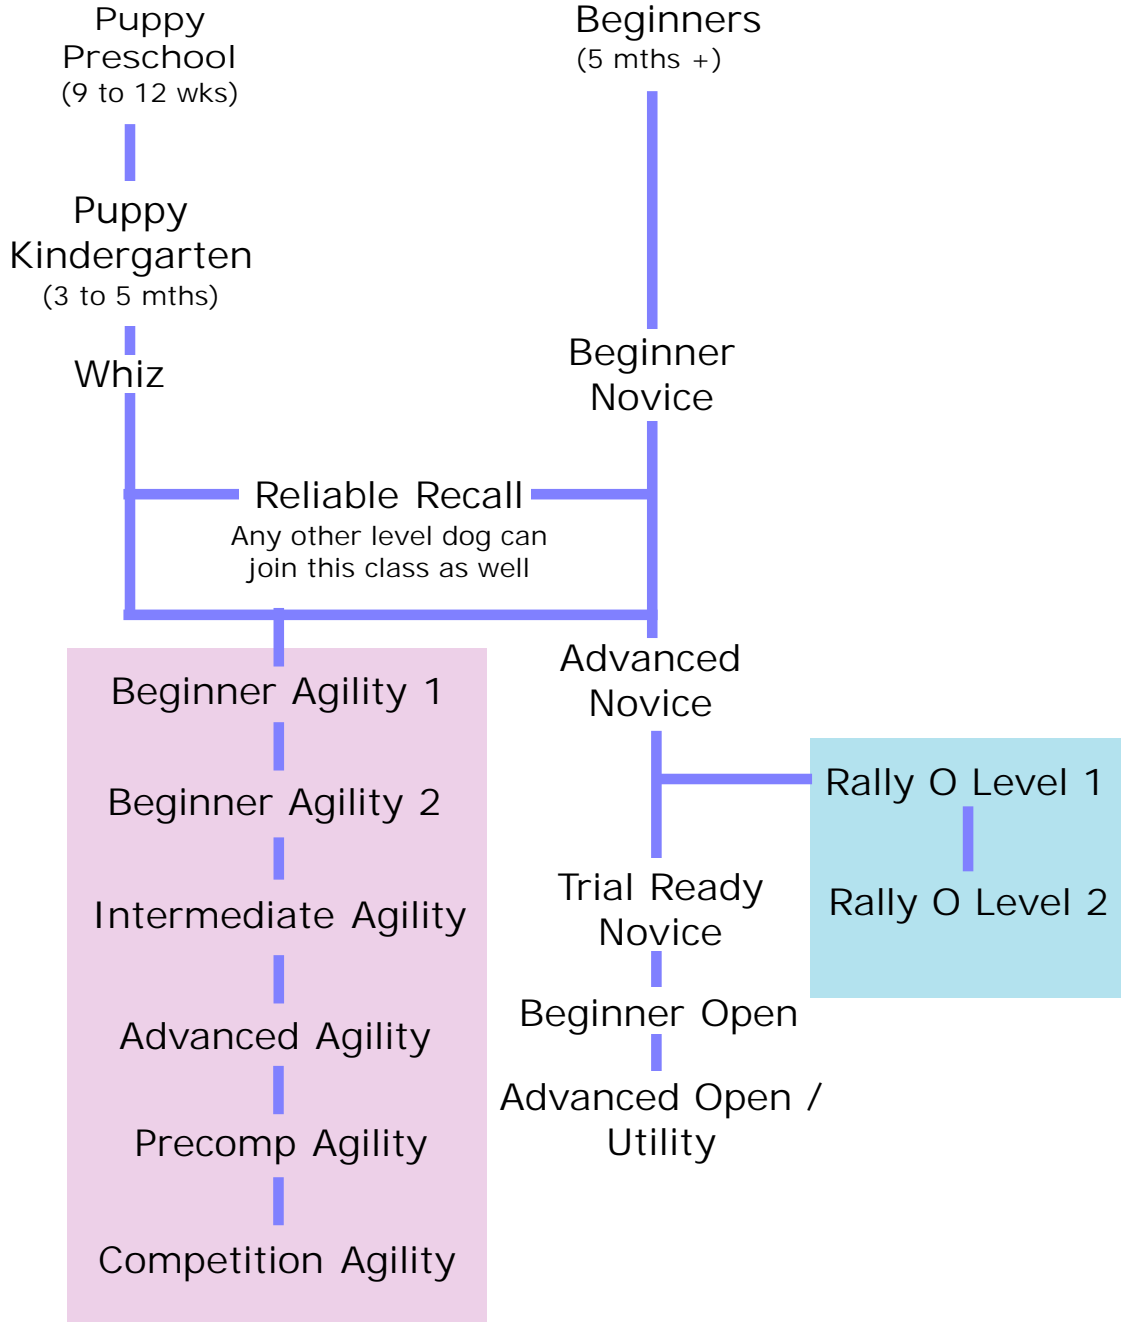 Puppy
Preschool
(9 to 12 wks)
Beginners
(5 mths +)
Puppy
Kindergarten
(3 to 5 mths)
Whiz
Beginner
Novice
Reliable Recall
Any other level dog can
join this class as well
Beginner Agility 1
Beginner Agility 2
Intermediate Agility
Advanced Agility
Precomp Agility
Competition Agility
Advanced
Novice
Rally O Level 1
Rally O Level 2
Trial Ready
Novice
Beginner Open
Advanced Open /
Utility